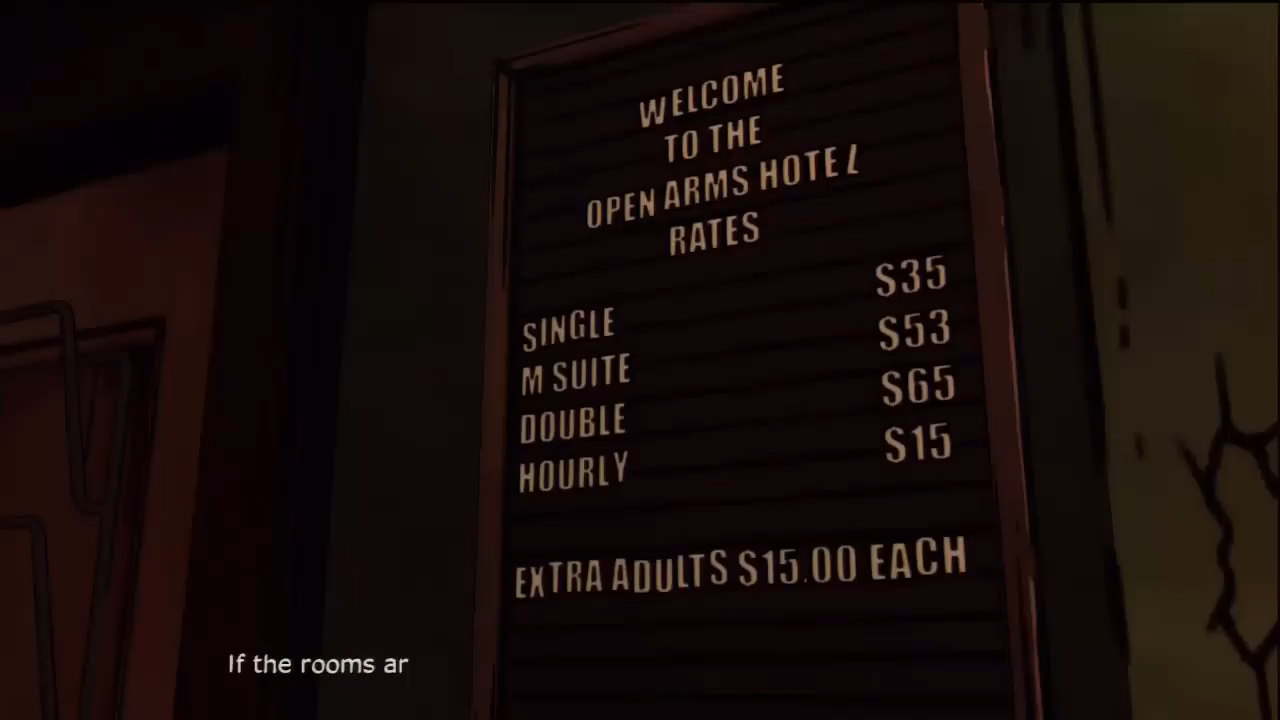 WELCOME
TO THE
OPEN ARMS HOTEL
RATES
SINGLE $35
M SUITE $53
DOUBLE $65
HOURLY $15
EXTRA ADULTS $15.00 EACH
If the rooms ar